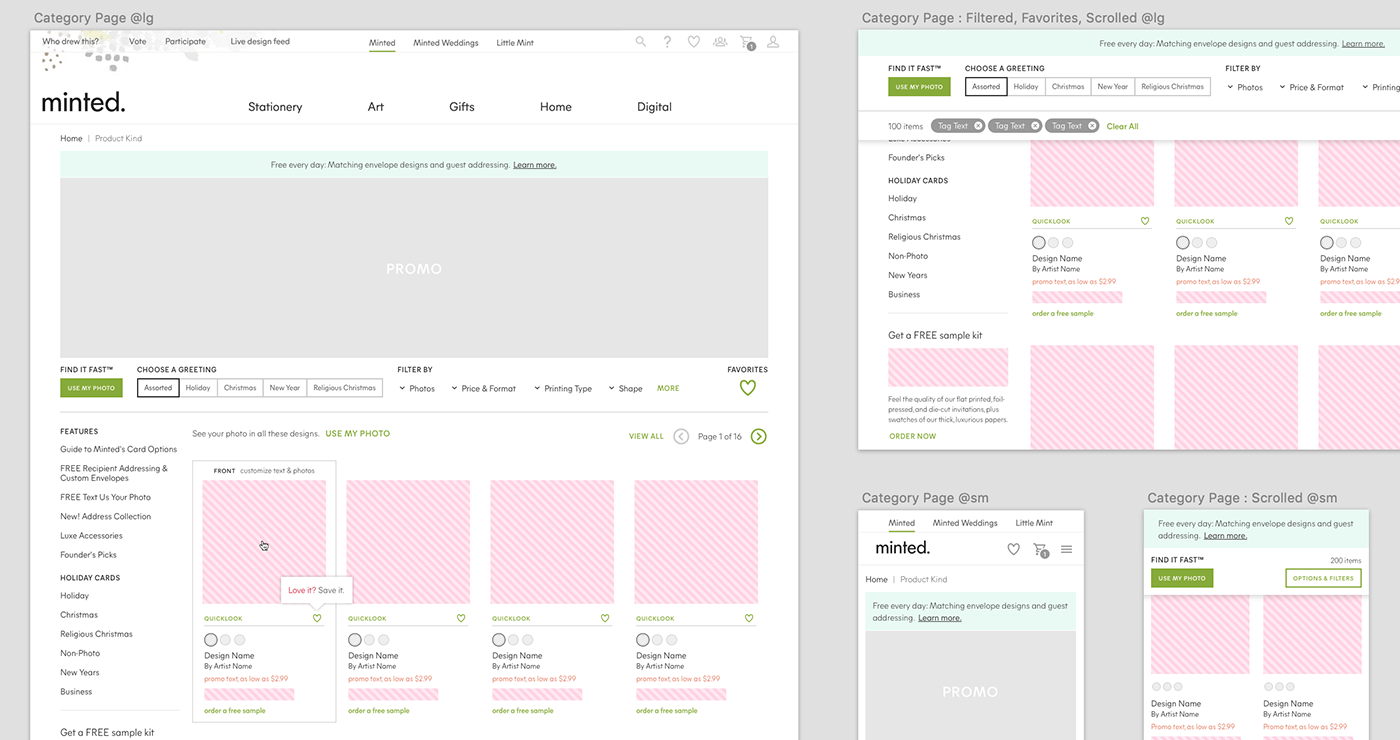 Category Page @lg
Who drew this? Vote Participate Live design feed Minted Minted Weddings Little Mint 1
minted. Stationery Art Gifts Home Digital
Home | Product Kind
Free every day: Matching envelope designs and guest addressing. Learn more.
PROMO
FIND IT FAST™ CHOOSE A GREETING FILTER BY FAVORITES
USE MY PHOTO Assorted Holiday Christmas New Year Religious Christmas Photos Price & Format Printing Type Shape MORE
FEATURES
Guide to Minted's Card Options
FREE Recipient Addressing &
Custom Envelopes
FREE Text Us Your Photo
New! Address Collection
Luxe Accessories
Founder's Picks
HOLIDAY CARDS
Holiday
Christmas
Religious Christmas
Non-Photo
New Years
Business
Get a FREE sample kit
See your photo in all these designs. USE MY PHOTO VIEW ALL Page 1 of 16
FRONT customize text & photos
Love it? Save it.
QUICKLOOK QUICKLOOK QUICKLOOK QUICKLOOK
Design Name Design Name Design Name Design Name
By Artist Name By Artist Name By Artist Name By Artist Name
promo text, as low as $2.99 promo text, as low as $2.99 promo text, as low as $2.99 promo text, as low as $2.99
order a free sample order a free sample order a free sample order a free sample
Category Page : Filtered, Favorites, Scrolled @lg
Free every day: Matching envelope designs and guest addressing. Learn more.
FIND IT FAST™ CHOOSE A GREETING FILTER BY
USE MY PHOTO Assorted Holiday Christmas New Year Religious Christmas Photos Price & Format Printing
100 items Tag Text Tag Text Tag Text Clear All
Luxe Accessories
Founder's Picks
HOLIDAY CARDS
Holiday
Christmas
Religious Christmas
Non-Photo
New Years
Business
Get a FREE sample kit
Feel the quality of our flat printed, foil-
pressed, and die-cut invitations, plus
swatches of our thick, luxurious papers.
ORDER NOW
QUICKLOOK QUICKLOOK QUICKLOOK
Design Name Design Name Design Name
By Artist Name By Artist Name By Artist Name
promo text, as low as $2.99 promo text, as low as $2.99 promo text, as low as $2.9
order a free sample order a free sample order a free sample
Category Page @sm
Minted Minted Weddings Little Mint
minted. 1
Home | Product Kind
Free every day: Matching envelope designs and guest
addressing. Learn more.
PROMO
Category Page : Scrolled @sm
Free every day: Matching envelope designs and guest
addressing. Learn more.
FIND IT FAST™ 200 items
USE MY PHOTO OPTIONS & FILTERS
Design Name Design Name
By Artist Name By Artist Name
Promo text, as low as $2.99 Promo text, as low as $2.99